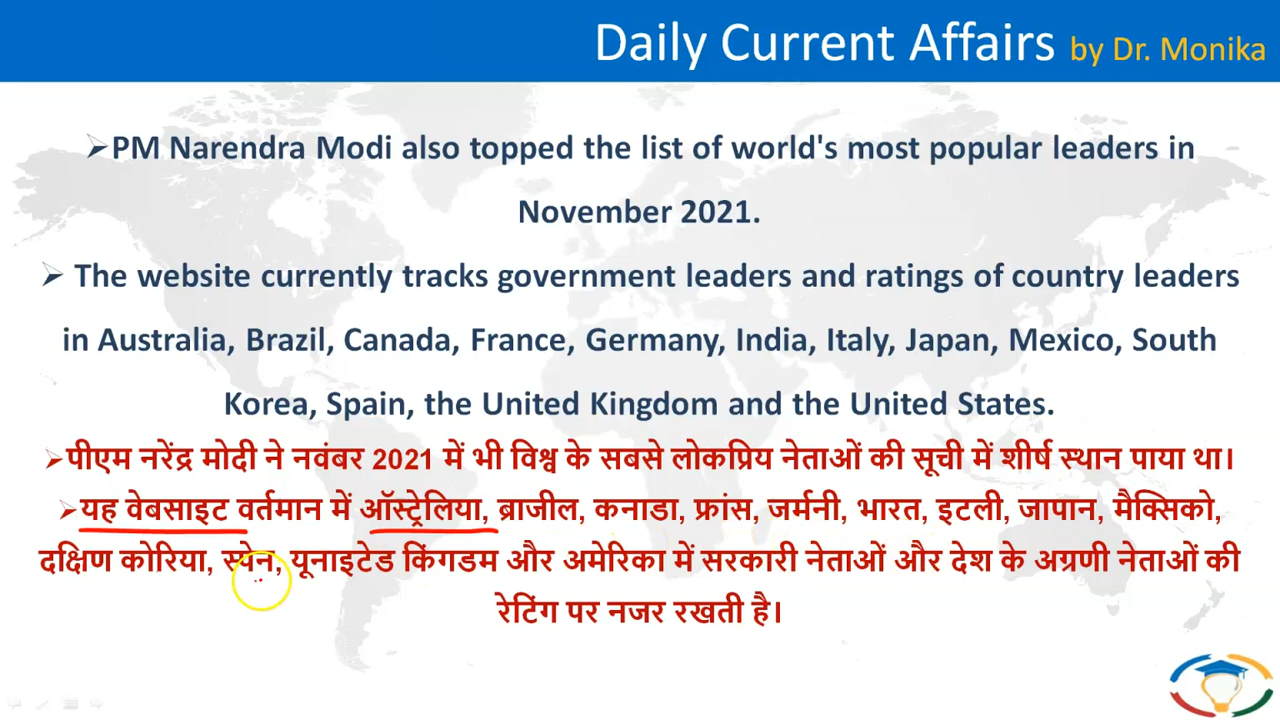 Daily Current Affairs by Dr. Monika
➢PM Narendra Modi also topped the list of world's most popular leaders in
November 2021.
➢ The website currently tracks government leaders and ratings of country leaders
in Australia, Brazil, Canada, France, Germany, India, Italy, Japan, Mexico, South
Korea, Spain, the United Kingdom and the United States.
➢पीएम नरेंद्र मोदी ने नवंबर 2021 में भी विश्व के सबसे लोकप्रिय नेताओं की सूची में शीर्ष स्थान पाया था।
➢यह वेबसाइट वर्तमान में ऑस्ट्रेलिया, ब्राजील, कनाडा, फ्रांस, जर्मनी, भारत, इटली, जापान, मैक्सिको,
दक्षिण कोरिया, स्पेन, यूनाइटेड किंगडम और अमेरिका में सरकारी नेताओं और देश के अग्रणी नेताओं की
रेटिंग पर नजर रखती है।